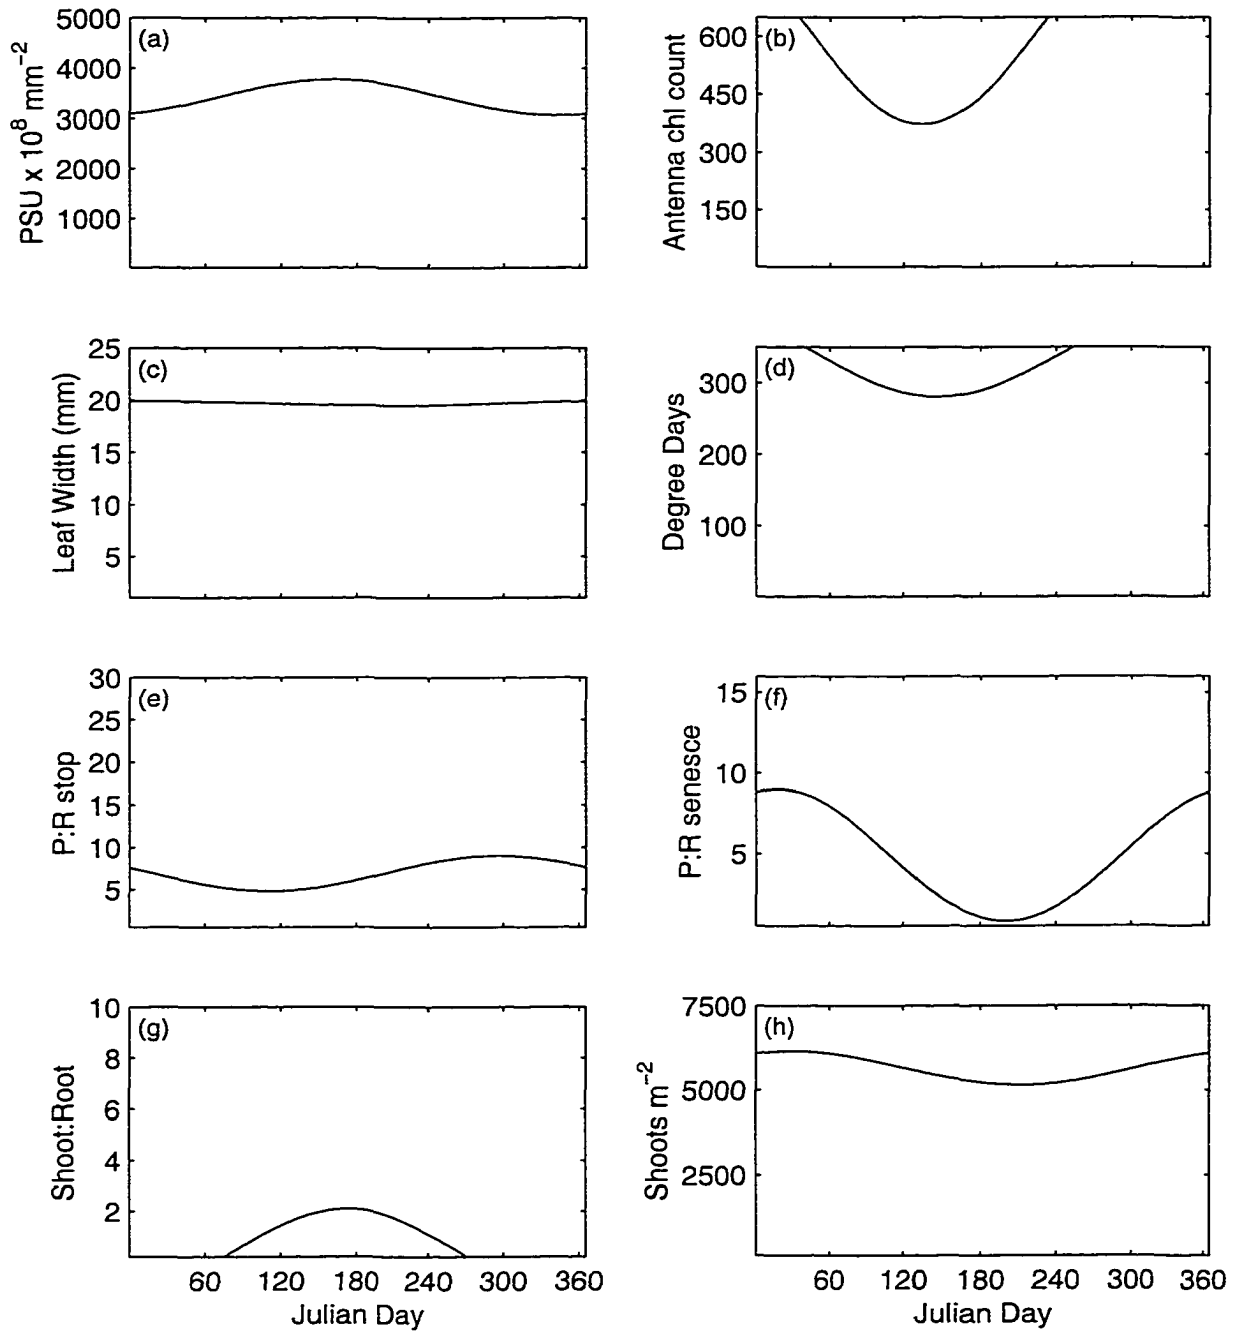 (a)
PSU x 10^8 mm^−2
5000
4000
3000
2000
1000
(b)
Antenna chl count
600
450
300
150
(c)
Leaf Width (mm)
25
20
15
10
5
(d)
Degree Days
300
200
100
(e)
P:R stop
30
25
20
15
10
5
(f)
P:R senesce
15
10
5
(g)
Shoot:Root
10
8
6
4
2
60 120 180 240 300 360
Julian Day
(h)
Shoots m^−2
7500
5000
2500
60 120 180 240 300 360
Julian Day